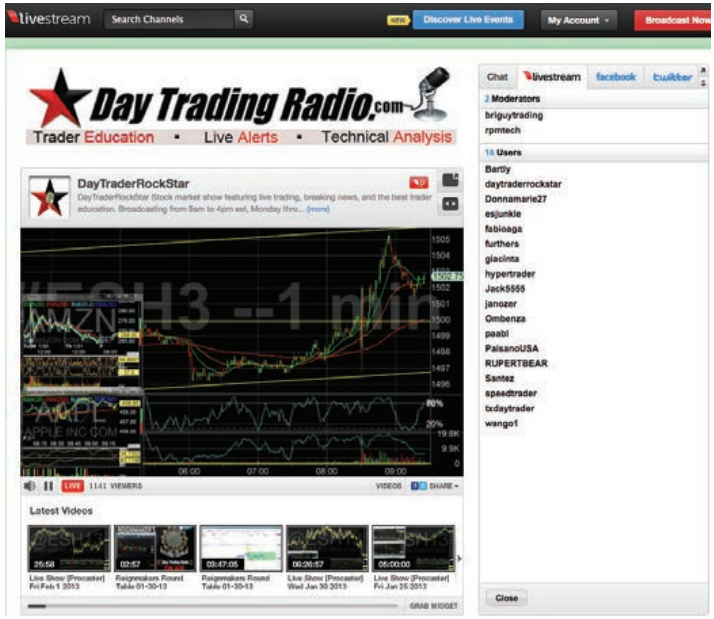 livestream
Search Channels
NEW
Discover Live Events
My Account
Broadcast Now
Day Trading Radio.com
Trader Education ▪ Live Alerts ▪ Technical Analysis
DayTraderRockStar
DayTraderRockStar Stock market show featuring live trading, breaking news, and the best trader
education. Broadcasting from 9am to 4pm est, Monday thro... (more)
#ESH3 --1 min
1505
1504
1502.75
1501
1500
1499
1498
1497
1496
80%
20%
19.8K
9.9K
0
AMZN
AAPL
APPLE INC COM
06:00 07:00 08:00 09:00
LIVE 1141 VIEWERS
VIDEOS
SHARE
Latest Videos
25:58
02:57
03:47:05
06:26:57
05:00:00
Live Show [Procaster]
Fri Feb 1 2013
Reignmakers Round
Table 01-30-13
Reignmakers Round
Table 01-30-13
Live Show [Procaster]
Wed Jan 30 2013
Live Show [Procaster]
Fri Jan 25 2013
GRAB WIDGET
Chat
livestream
facebook
twitter
2 Moderators
briguytrading
rpmtech
18 Users
Bartly
daytraderrockstar
Donnamarie27
esjunkie
fabioaga
furthers
giacinta
hypertrader
Jack5555
janozer
Ombenza
paabl
PaisanoUSA
RUPERTBEAR
Santez
speedtrader
txdaytrader
wango1
Close